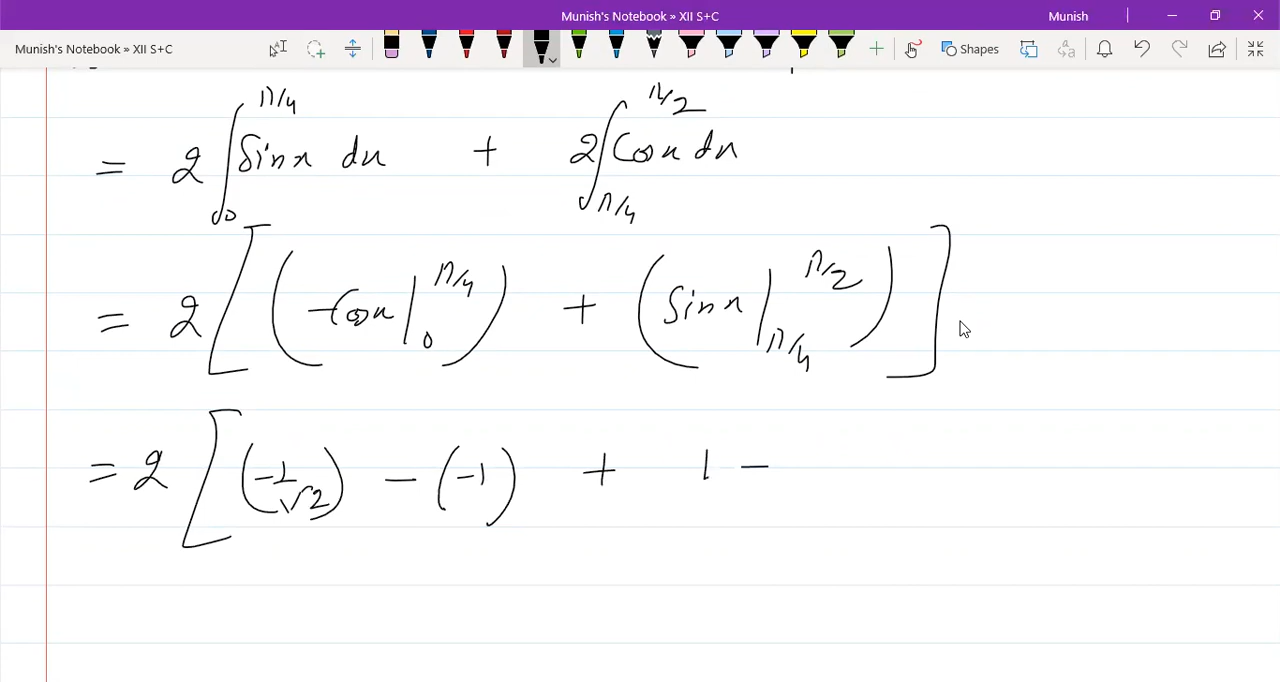 Munish's Notebook » XII S+C
Munish
Munish's Notebook » XII S+C
Shapes
= 2 ∫₀^(π/4) Sinx dx + 2 ∫_(π/4)^(π/2) Cosx dx
= 2 [ ( -Cosx |₀^(π/4) ) + ( Sinx |_(π/4)^(π/2) ) ]
= 2 [ (-1/√2) - (-1) + 1 -